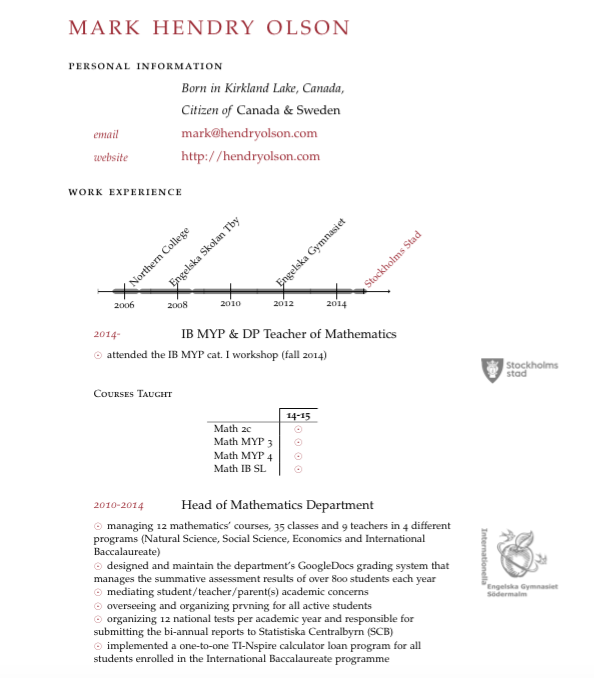 MARK HENDRY OLSON
PERSONAL INFORMATION
Born in Kirkland Lake, Canada,
Citizen of Canada & Sweden
email mark@hendryolson.com
website http://hendryolson.com
WORK EXPERIENCE
Northern College
Engelska Skolan Tby
Engelska Gymnasiet
Stockholms Stad
2006 2008 2010 2012 2014
2014- IB MYP & DP Teacher of Mathematics
☉ attended the IB MYP cat. I workshop (fall 2014)
Stockholms
stad
Courses Taught
14-15
Math 2c ☉
Math MYP 3 ☉
Math MYP 4 ☉
Math IB SL ☉
2010-2014 Head of Mathematics Department
☉ managing 12 mathematics' courses, 35 classes and 9 teachers in 4 different
programs (Natural Science, Social Science, Economics and International
Baccalaureate)
☉ designed and maintain the department's GoogleDocs grading system that
manages the summative assessment results of over 800 students each year
☉ mediating student/teacher/parent(s) academic concerns
☉ overseeing and organizing prvning for all active students
☉ organizing 12 national tests per academic year and responsible for
submitting the bi-annual reports to Statistiska Centralbyrn (SCB)
☉ implemented a one-to-one TI-Nspire calculator loan program for all
students enrolled in the International Baccalaureate programme
Internationella
Engelska Gymnasiet
Södermalm